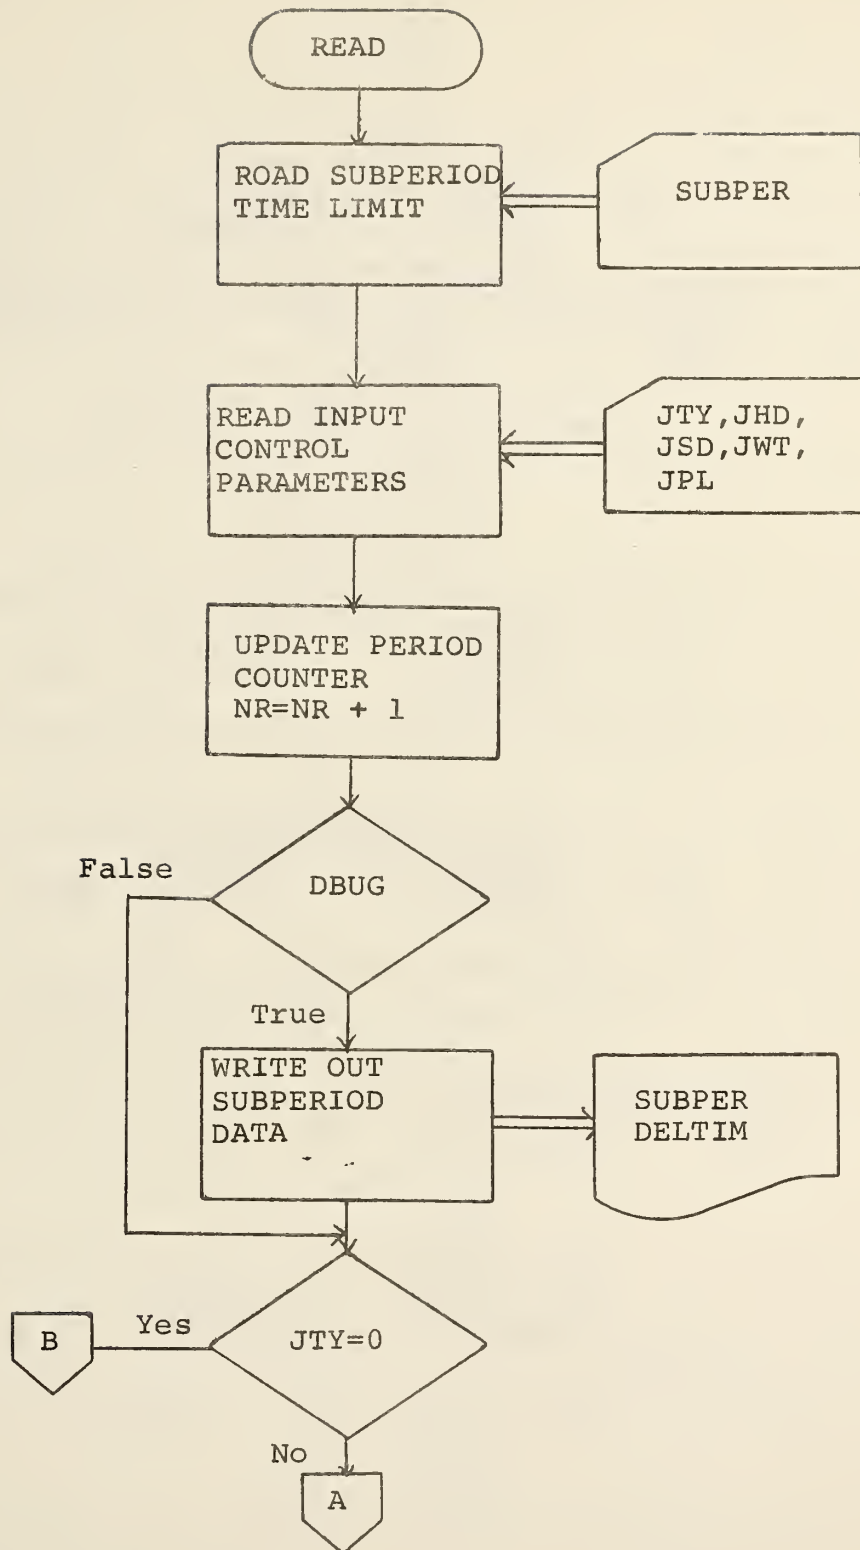 READ
ROAD SUBPERIOD
TIME LIMIT
SUBPER
READ INPUT
CONTROL
PARAMETERS
JTY,JHD,
JSD,JWT,
JPL
UPDATE PERIOD
COUNTER
NR=NR + 1
False
DBUG
True
WRITE OUT
SUBPERIOD
DATA
SUBPER
DELTIM
B
Yes
JTY=0
No
A